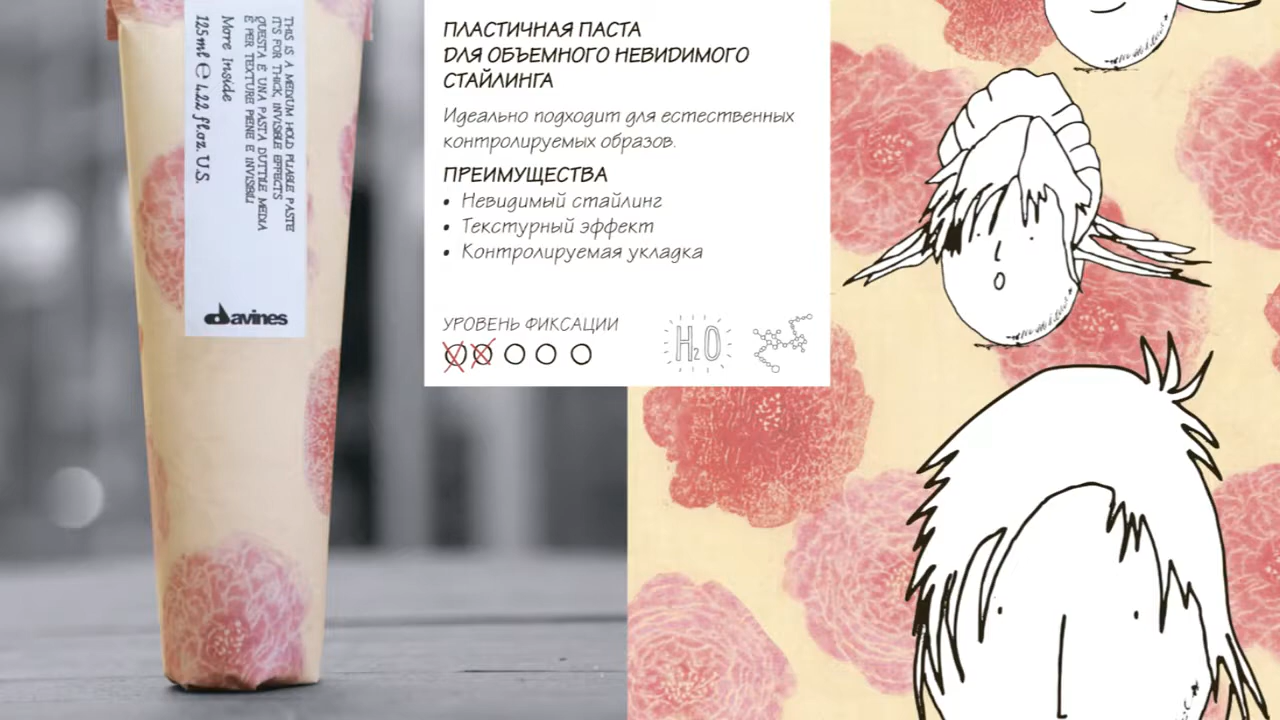 THIS IS A MEDIUM HOLD PLIABLE PASTE
IT'S FOR THICK, INVISIBLE EFFECTS
QUESTA È UNA PASTA DUTTILE MEDIA
È PER TEXTURE PIENE E INVISIBILI
More Inside
125ml ℮ 4.22 fl.oz. U.S.
davines
ПЛАСТИЧНАЯ ПАСТА
ДЛЯ ОБЪЕМНОГО НЕВИДИМОГО
СТАЙЛИНГА
Идеально подходит для естественных
контролируемых образов.
ПРЕИМУЩЕСТВА
• Невидимый стайлинг
• Текстурный эффект
• Контролируемая укладка
УРОВЕНЬ ФИКСАЦИИ
H2O